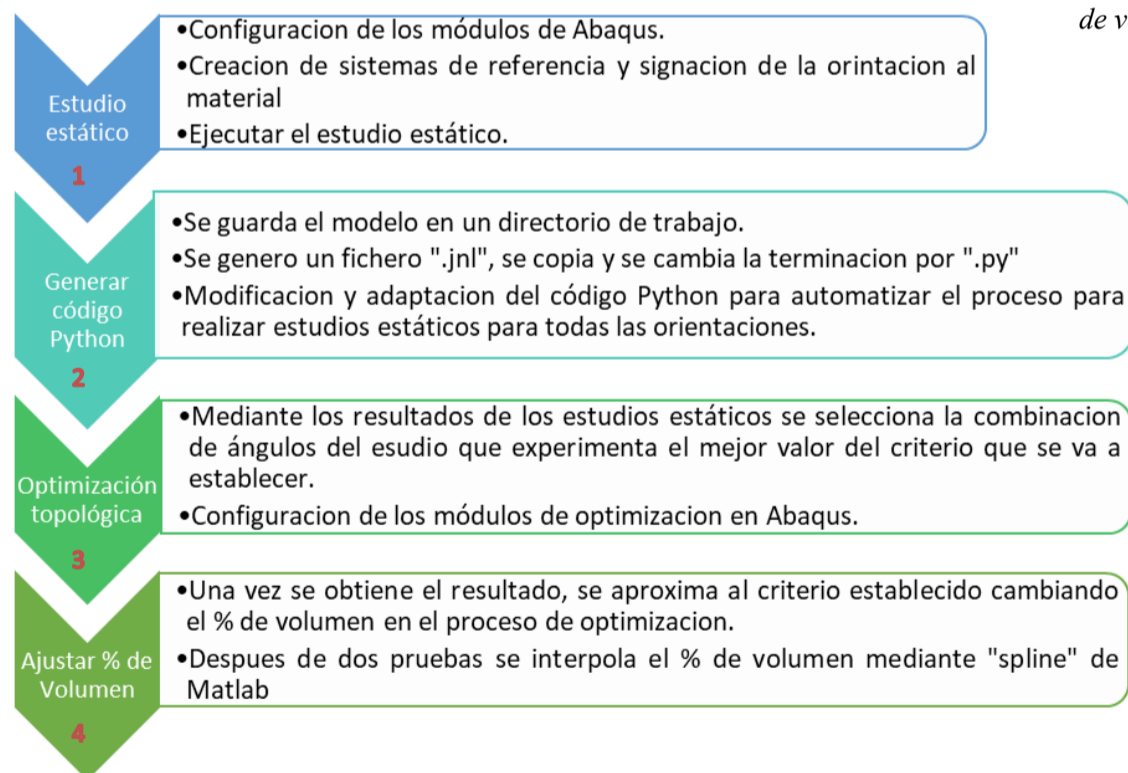 de v
•Configuracion de los módulos de Abaqus.
•Creacion de sistemas de referencia y signacion de la orintacion al
material
•Ejecutar el estudio estático.
Estudio
estático
1
•Se guarda el modelo en un directorio de trabajo.
•Se genero un fichero ".jnl", se copia y se cambia la terminacion por ".py"
•Modificacion y adaptacion del código Python para automatizar el proceso para
realizar estudios estáticos para todas las orientaciones.
Generar
código
Python
2
•Mediante los resultados de los estudios estáticos se selecciona la combinacion
de ángulos del esudio que experimenta el mejor valor del criterio que se va a
establecer.
•Configuracion de los módulos de optimizacion en Abaqus.
Optimización
topológica
3
•Una vez se obtiene el resultado, se aproxima al criterio establecido cambiando
el % de volumen en el proceso de optimizacion.
•Despues de dos pruebas se interpola el % de volumen mediante "spline" de
Matlab
Ajustar % de
Volumen
4